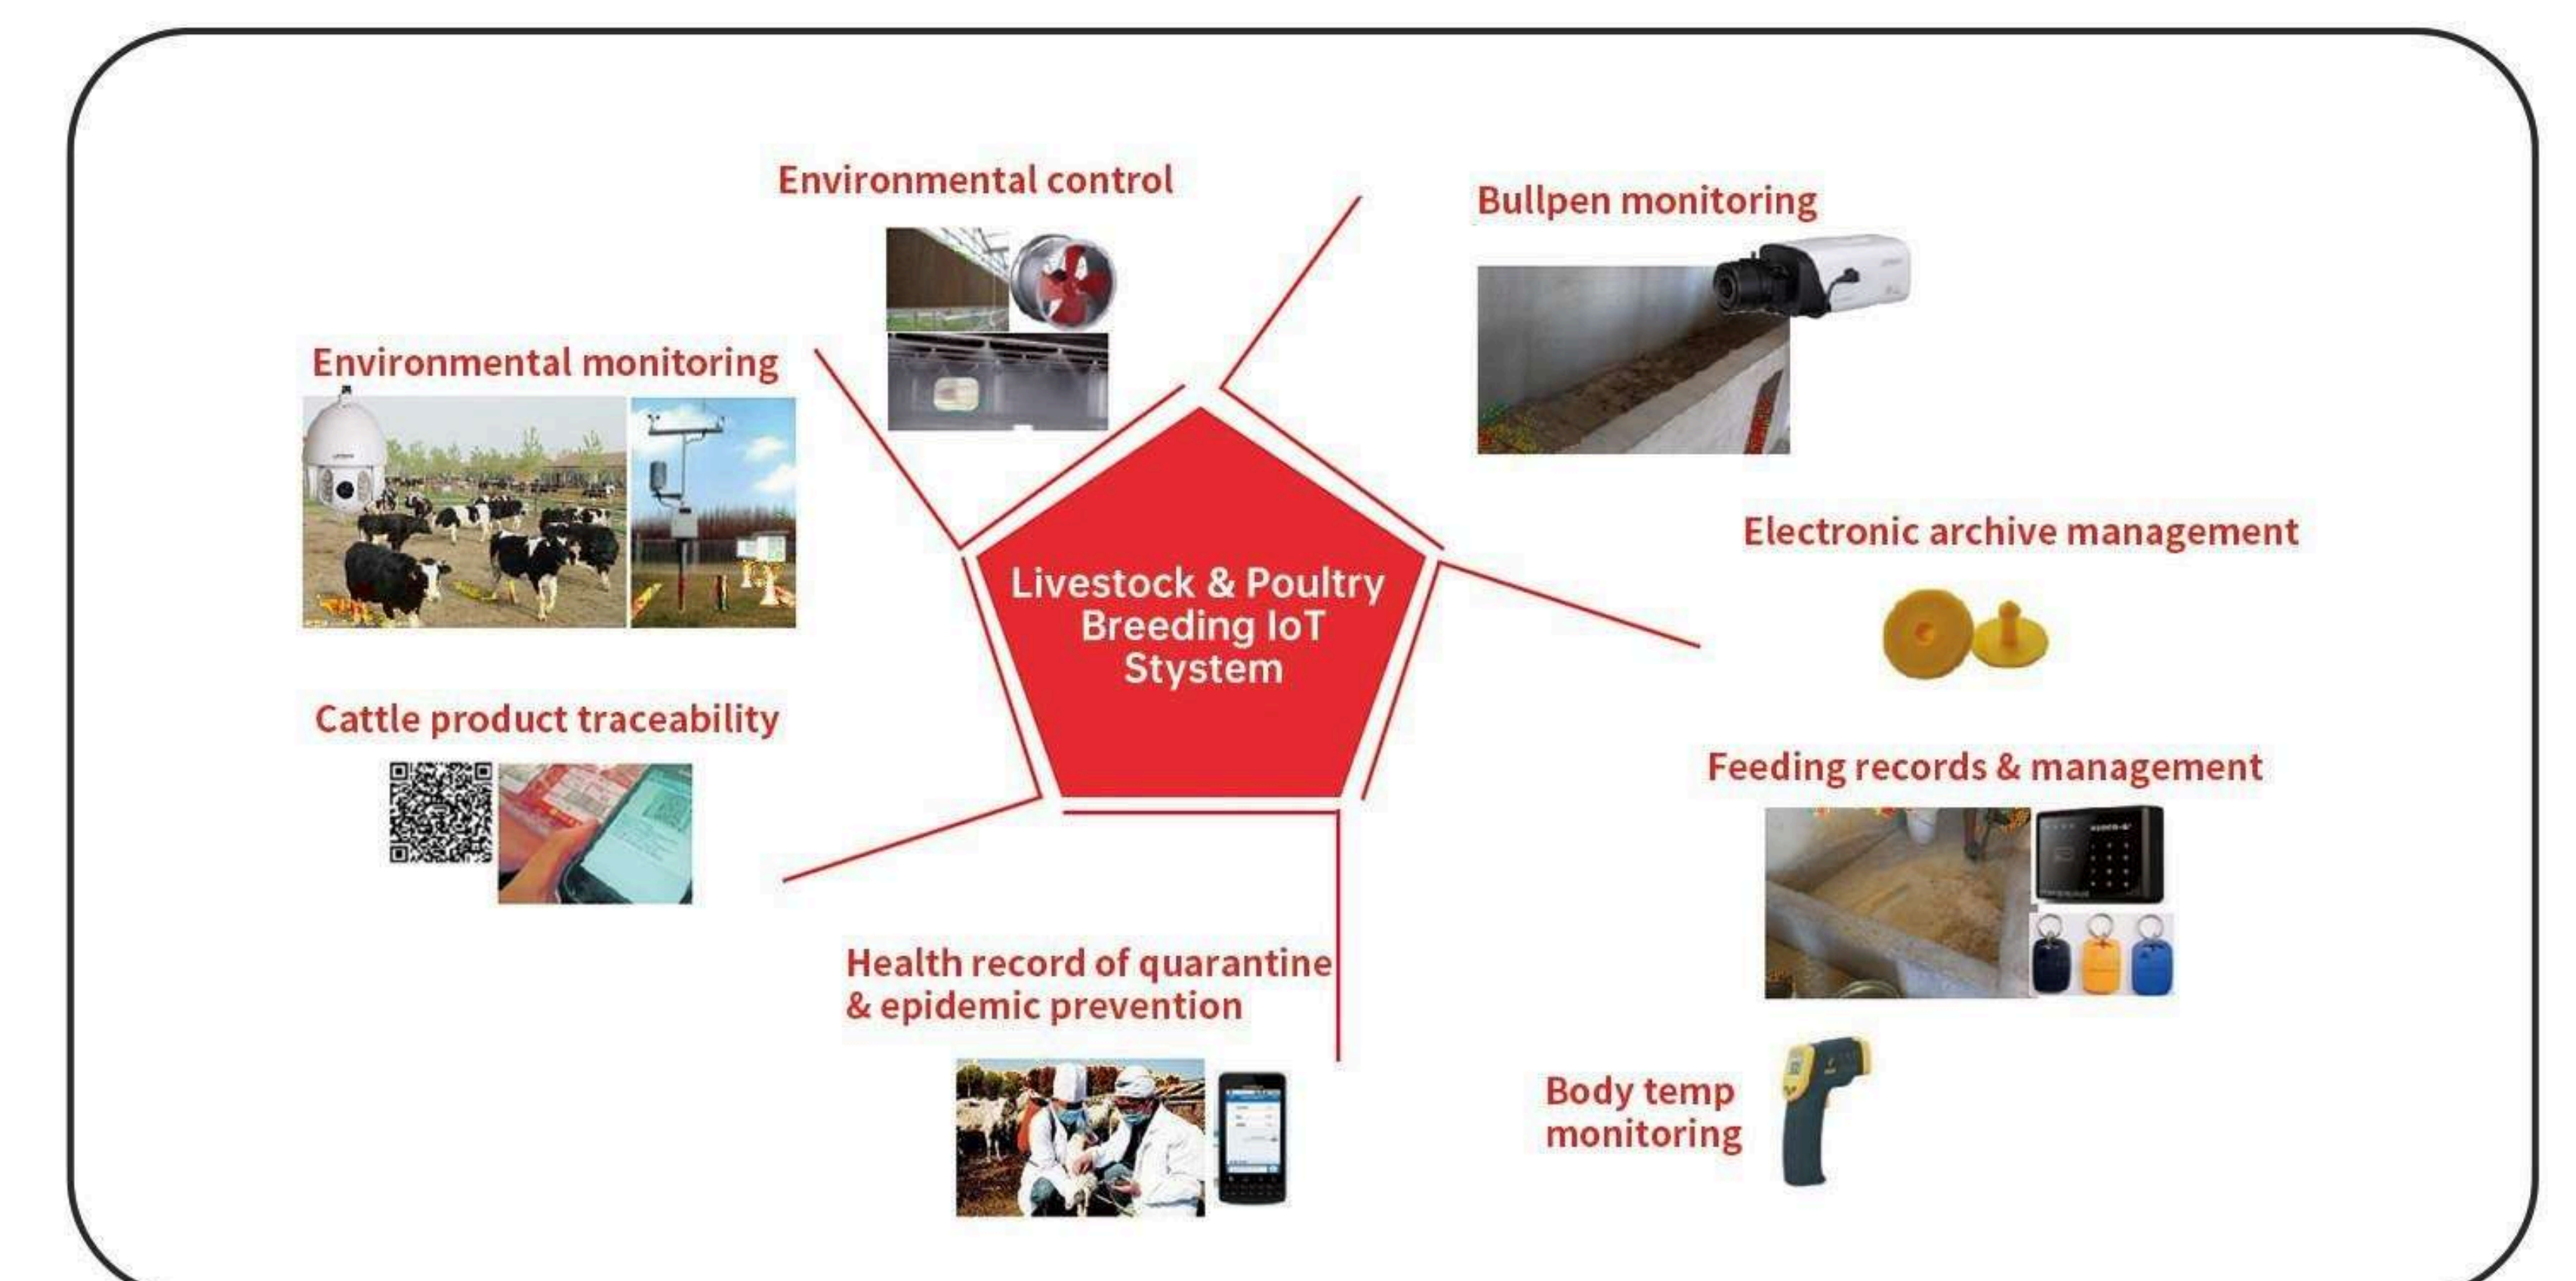 Environmental control
Bullpen monitoring
Environmental monitoring
Electronic archive management
Livestock & Poultry
Breeding IoT
Stystem
Cattle product traceability
Feeding records & management
Health record of quarantine
& epidemic prevention
Body temp
monitoring